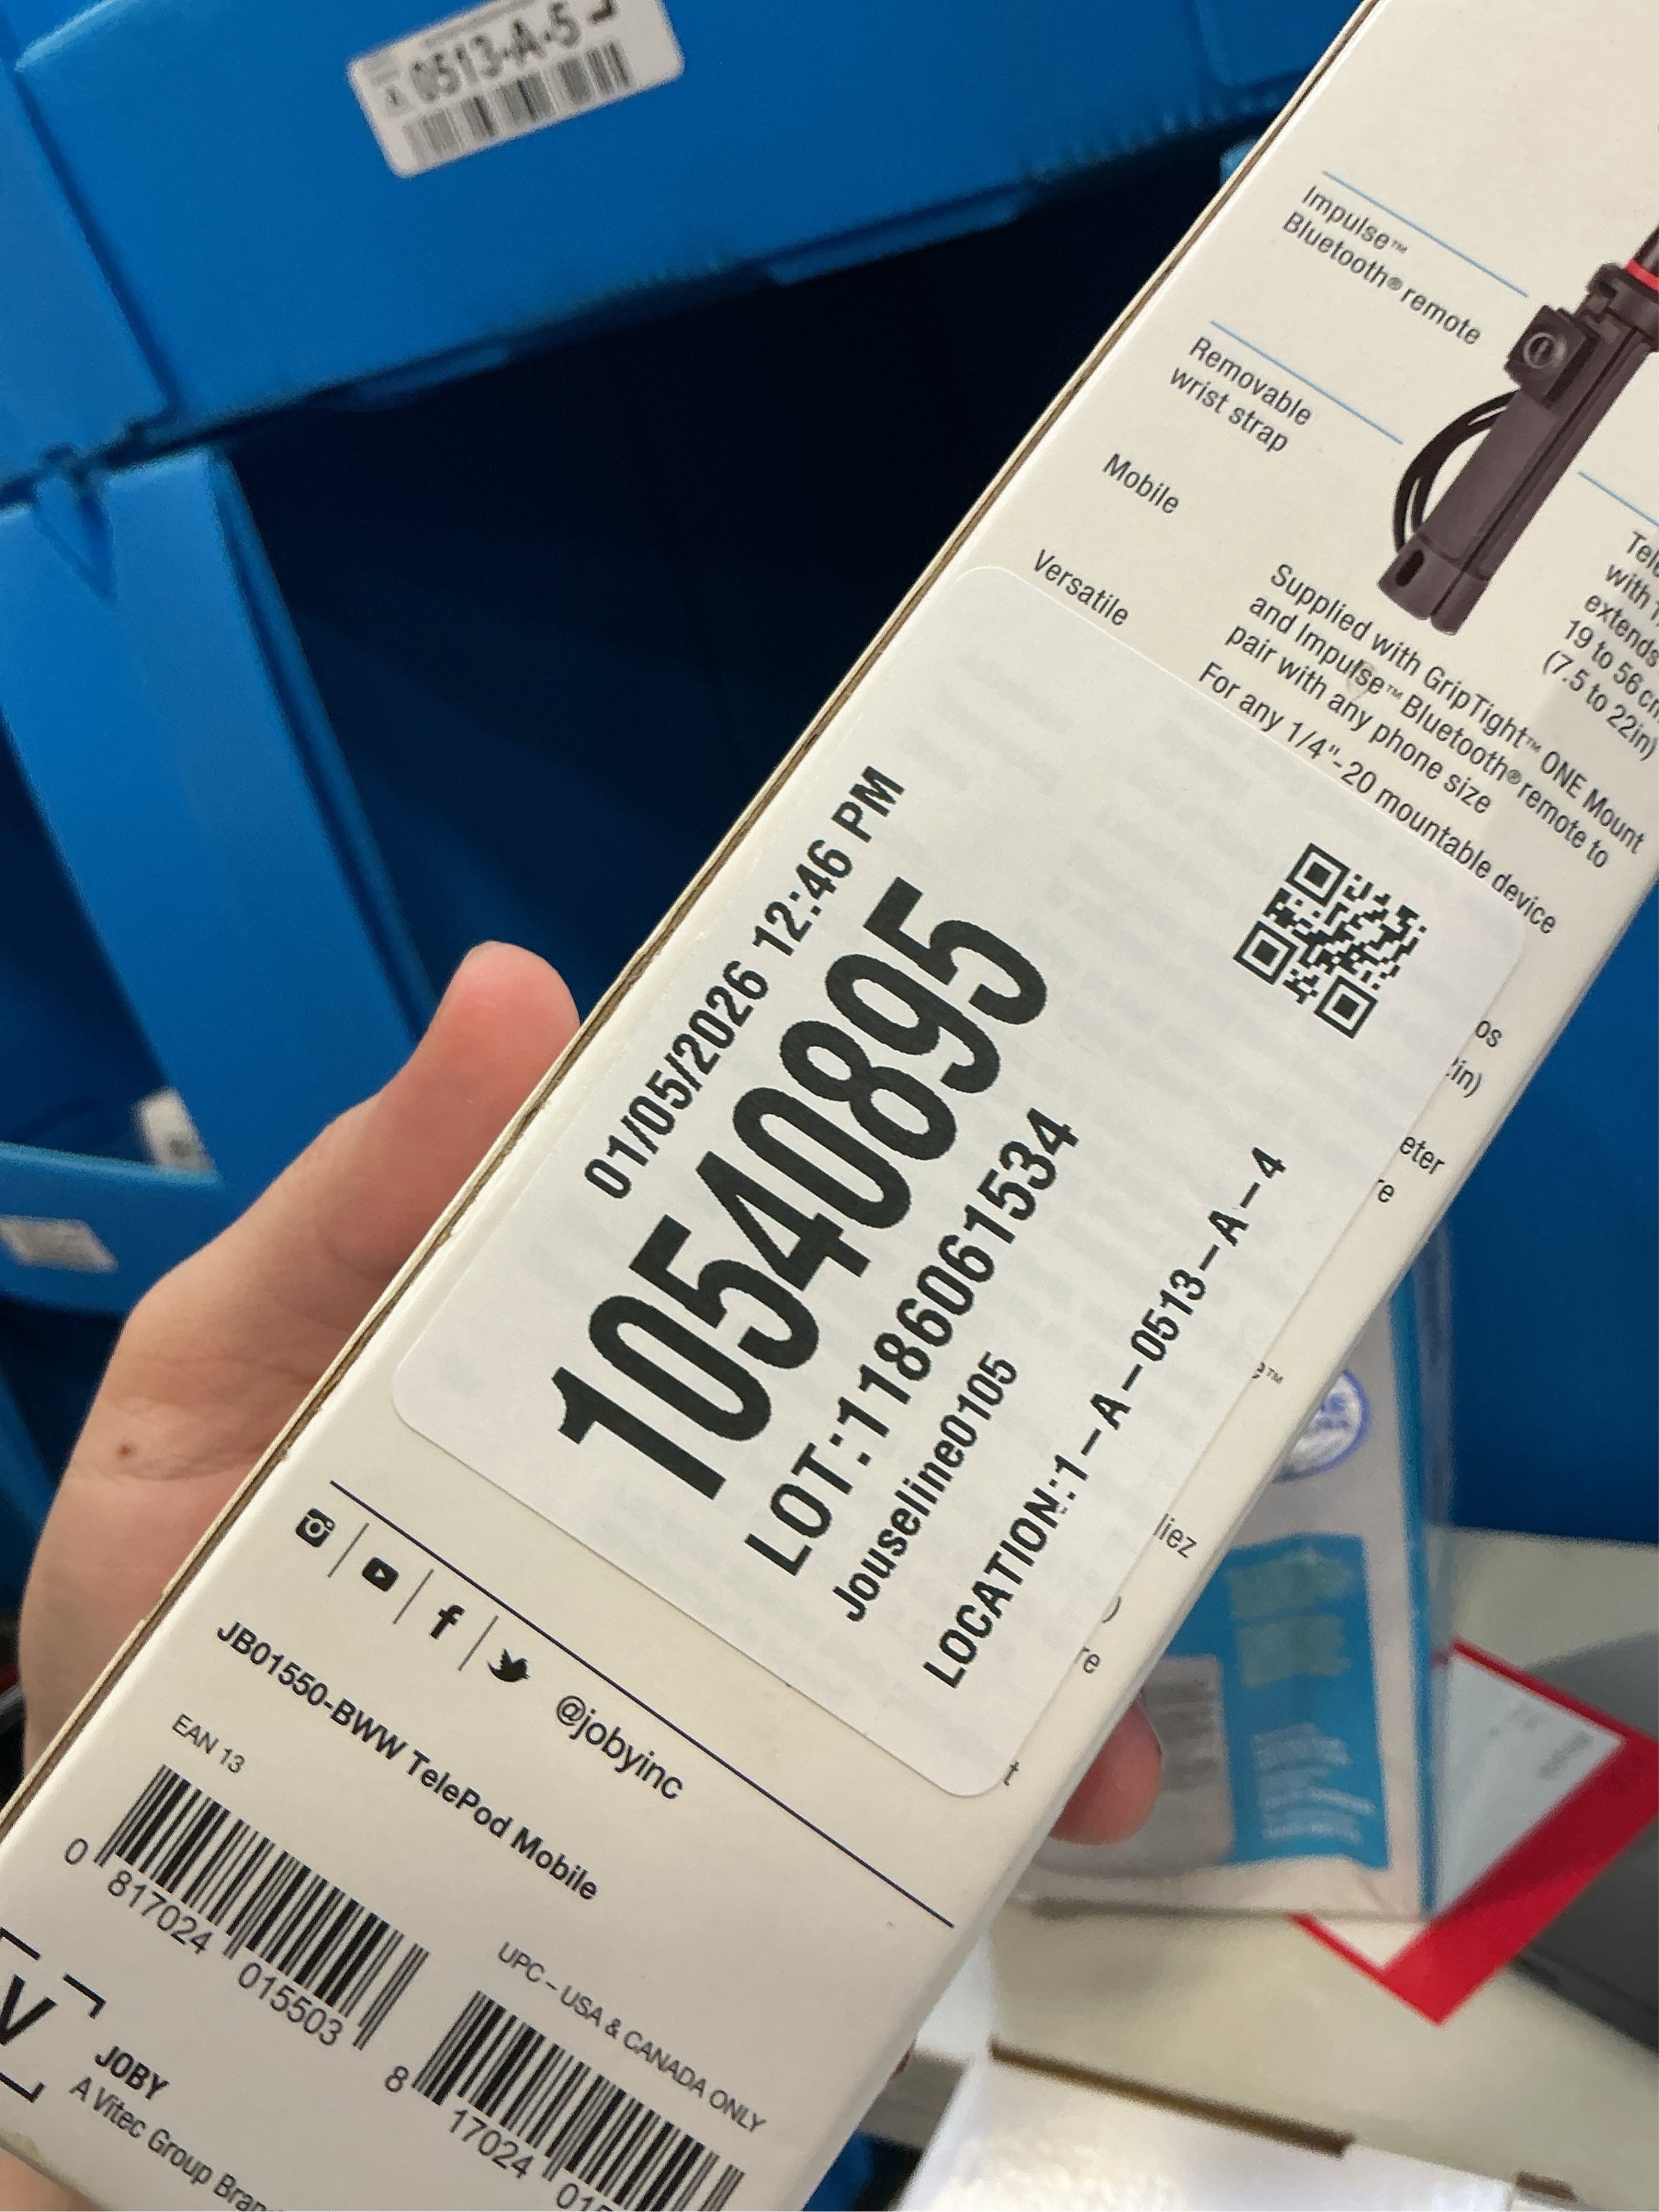 0513-A-5
Impulse™
Bluetooth® remote
Removable
wrist strap
Mobile
Supplied with GripTight™ ONE Mount
and Impulse™ Bluetooth® remote to
pair with any phone size
Versatile
For any 1/4"-20 mountable device
with
extends
19 to 56 cm
(7.5 to 22in)
01/05/2026 12:46 PM
10540895
LOT:1186061534
Jouseline0105
LOCATION:1-A-0513-A-4
@jobyinc
JB01550-BWW TelePod Mobile
EAN 13
0 817024 015503
UPC – USA & CANADA ONLY
8 17024
JOBY
A Vitec Group